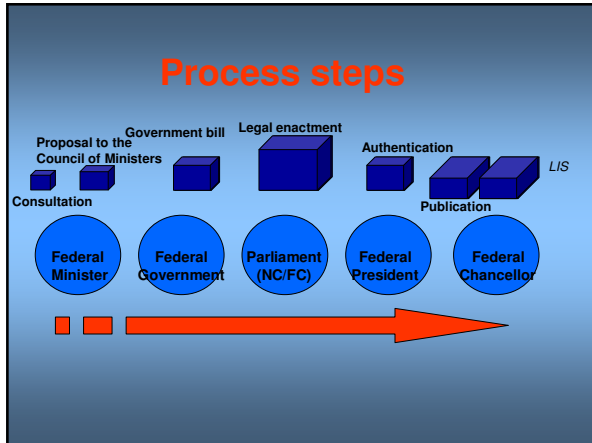 Process steps
Consultation
Proposal to the
Council of Ministers
Government bill
Legal enactment
Authentication
Publication
LIS
Federal
Minister
Federal
Government
Parliament
(NC/FC)
Federal
President
Federal
Chancellor